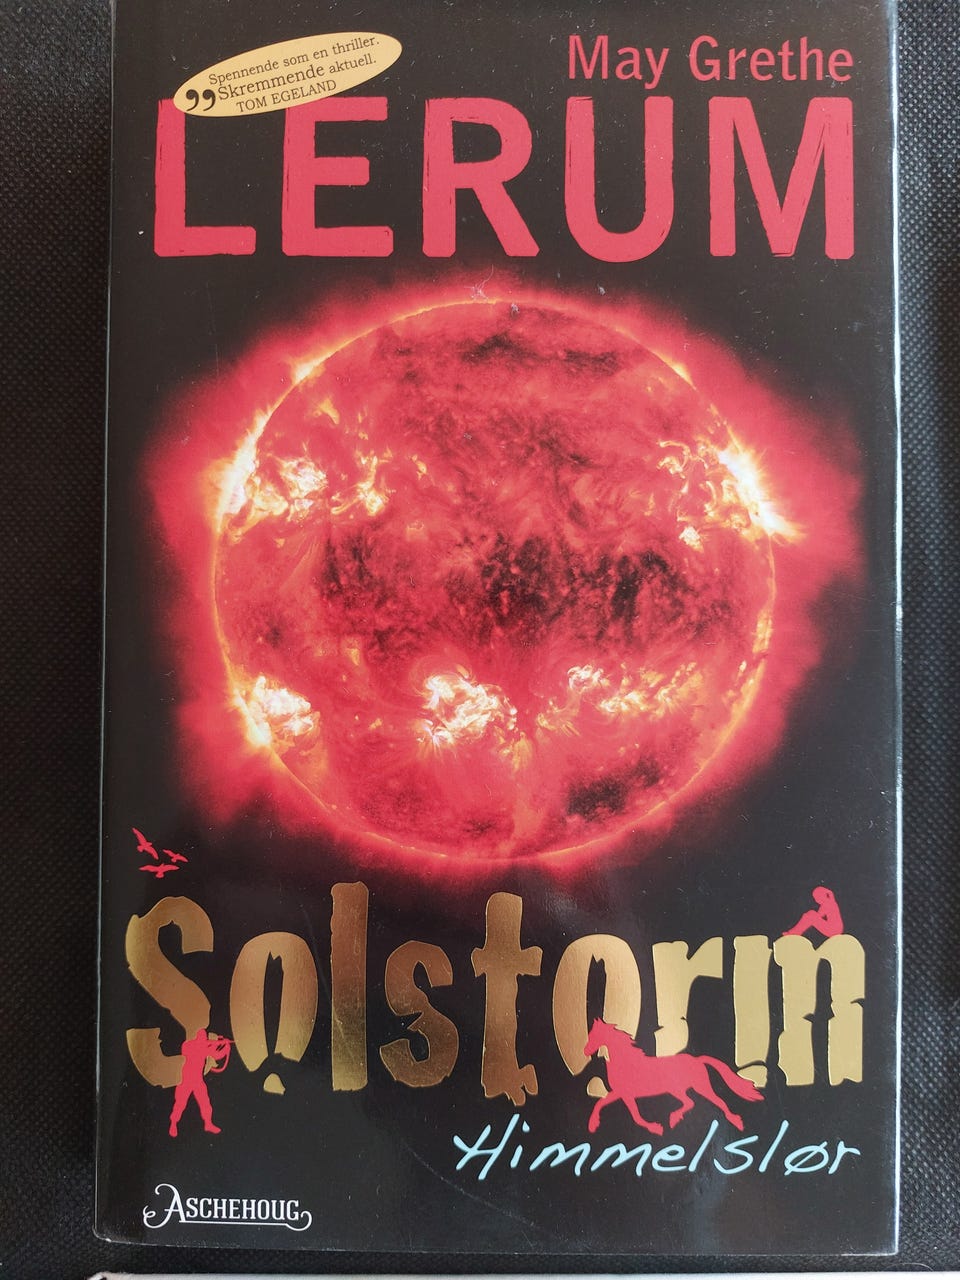 Spennende som en thriller.
”Skremmende aktuell.
TOM EGELAND
May Grethe
LERUM
Solstorm
Himmelslør
ASCHEHOUG